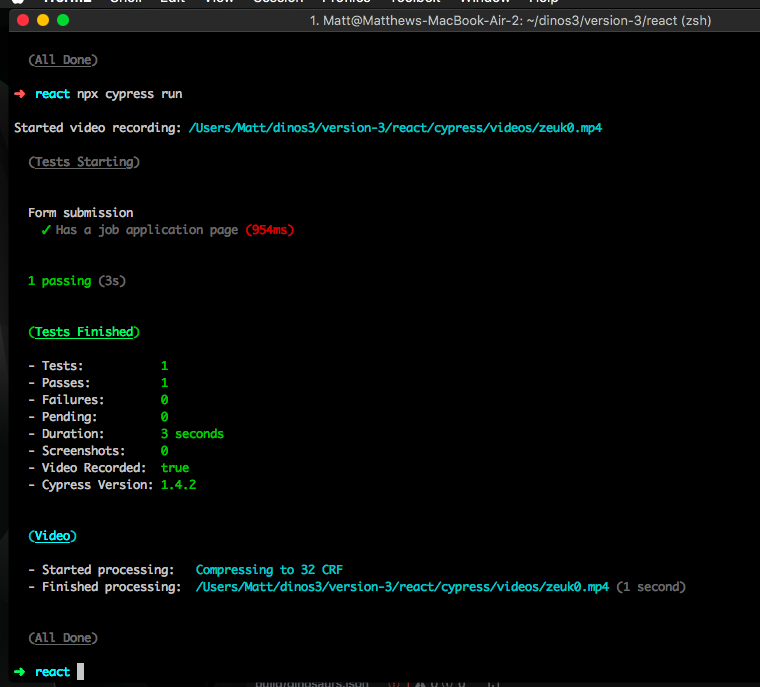 1. Matt@Matthews-MacBook-Air-2: ~/dinos3/version-3/react (zsh)
(All Done)
➜ react npx cypress run
Started video recording: /Users/Matt/dinos3/version-3/react/cypress/videos/zeuk0.mp4
(Tests Starting)
Form submission
✓ Has a job application page (954ms)
1 passing (3s)
(Tests Finished)
- Tests: 1
- Passes: 1
- Failures: 0
- Pending: 0
- Duration: 3 seconds
- Screenshots: 0
- Video Recorded: true
- Cypress Version: 1.4.2
(Video)
- Started processing: Compressing to 32 CRF
- Finished processing: /Users/Matt/dinos3/version-3/react/cypress/videos/zeuk0.mp4 (1 second)
(All Done)
➜ react